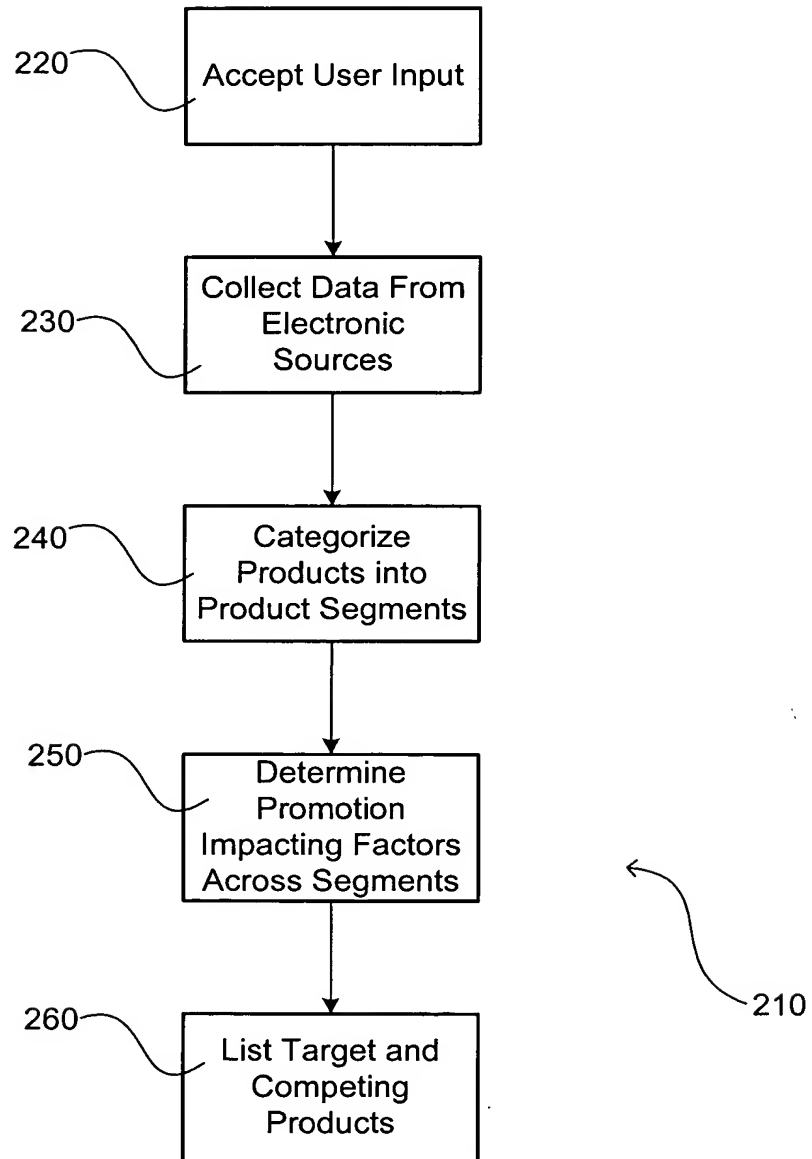 220
Accept User Input
230
Collect Data From
Electronic
Sources
240
Categorize
Products into
Product Segments
250
Determine
Promotion
Impacting Factors
Across Segments
210
260
List Target and
Competing
Products